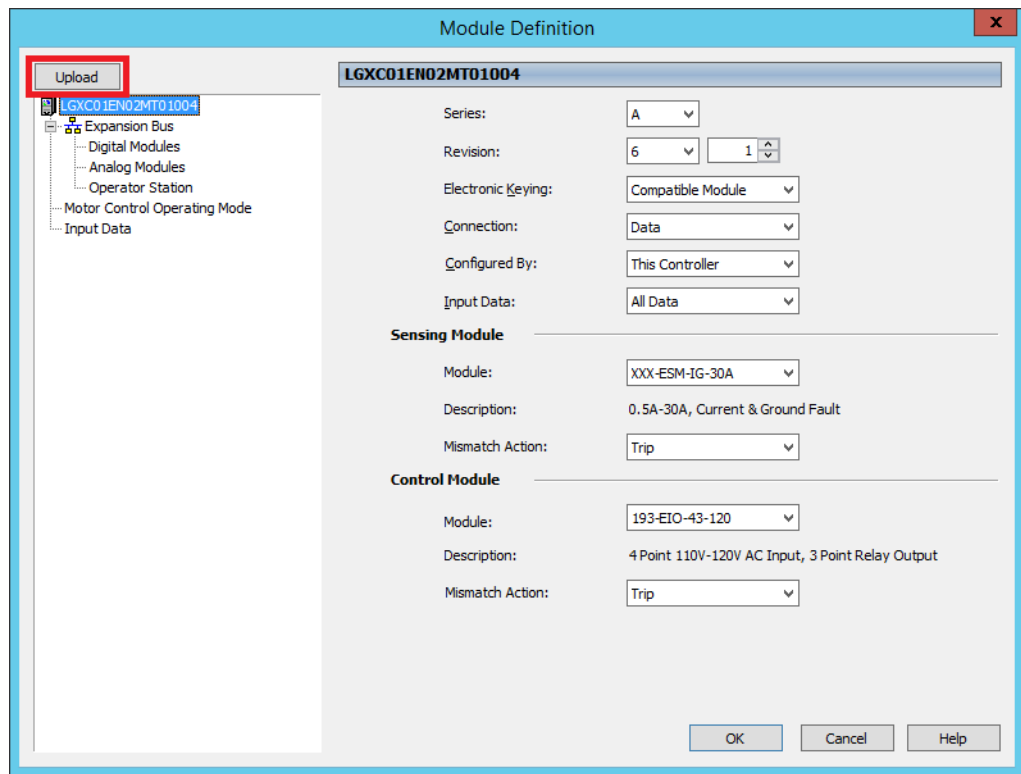 Module Definition
x
Upload
LGXC01EN02MT01004
Expansion Bus
Digital Modules
Analog Modules
Operator Station
Motor Control Operating Mode
Input Data
LGXC01EN02MT01004
Series: A
Revision: 6 1
Electronic Keying: Compatible Module
Connection: Data
Configured By: This Controller
Input Data: All Data
Sensing Module
Module: XXX-ESM-IG-30A
Description: 0.5A-30A, Current & Ground Fault
Mismatch Action: Trip
Control Module
Module: 193-EIO-43-120
Description: 4 Point 110V-120V AC Input, 3 Point Relay Output
Mismatch Action: Trip
OK Cancel Help